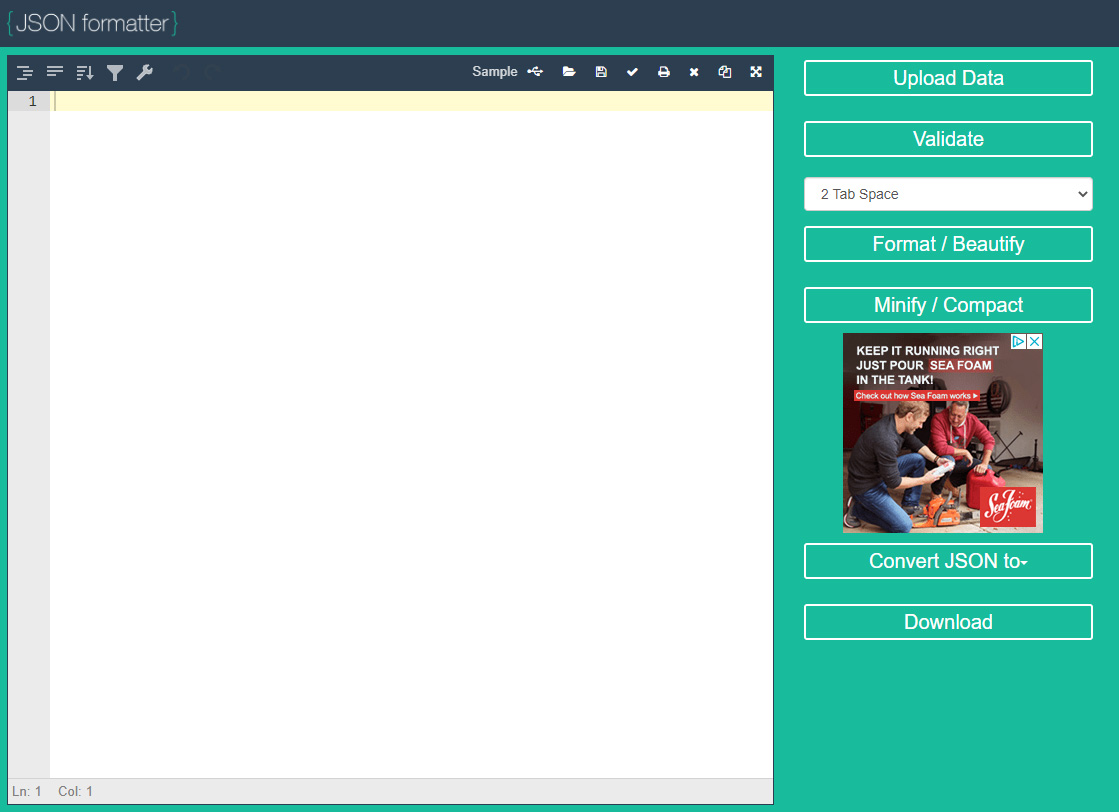 {JSON formatter}
Sample
1
Ln: 1 Col: 1
Upload Data
Validate
2 Tab Space
Format / Beautify
Minify / Compact
KEEP IT RUNNING RIGHT
JUST POUR SEA FOAM
IN THE TANK!
Check out how Sea Foam works
Sea Foam
Convert JSON to
Download